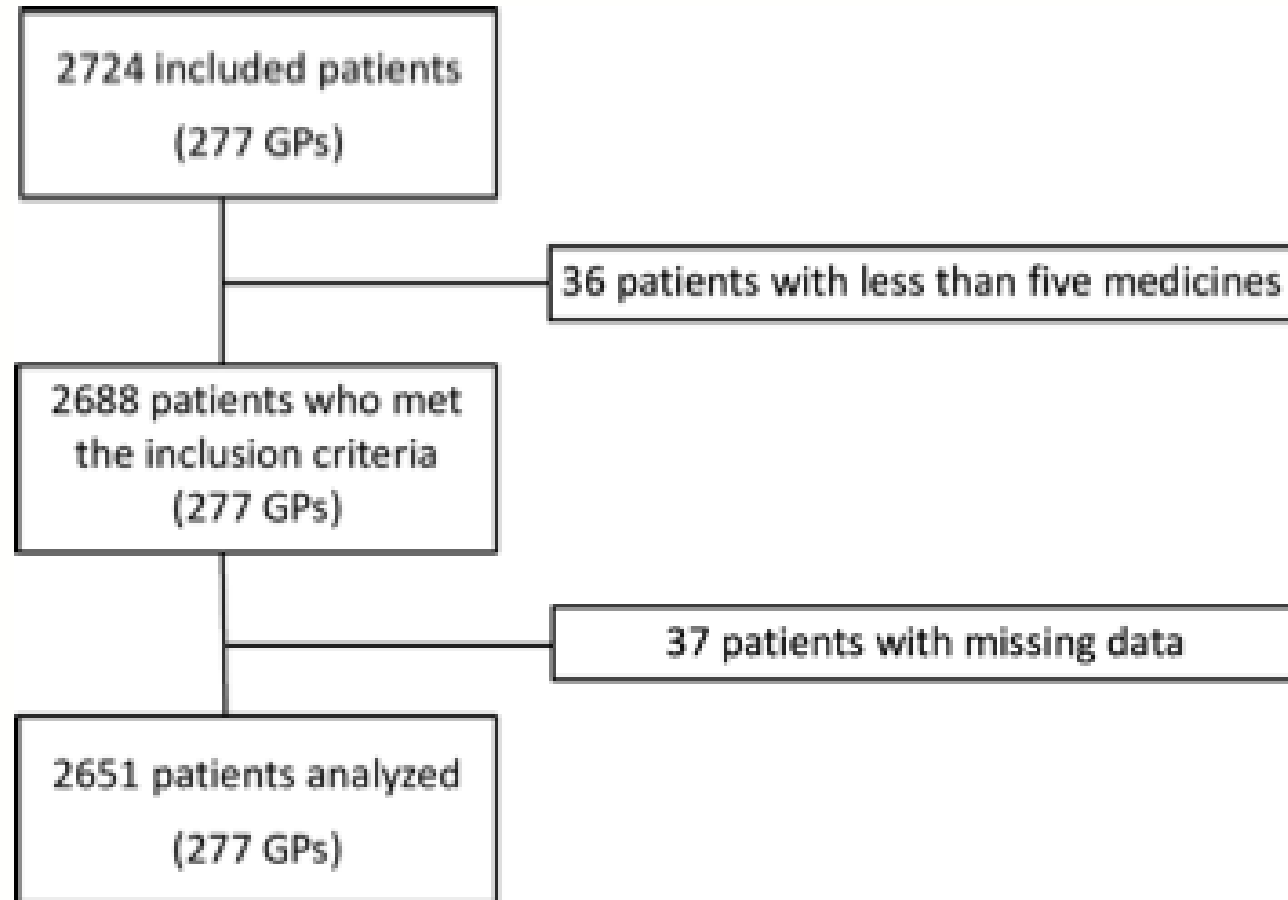 2724 included patients
(277 GPs)
36 patients with less than five medicines
2688 patients who met
the inclusion criteria
(277 GPs)
37 patients with missing data
2651 patients analyzed
(277 GPs)